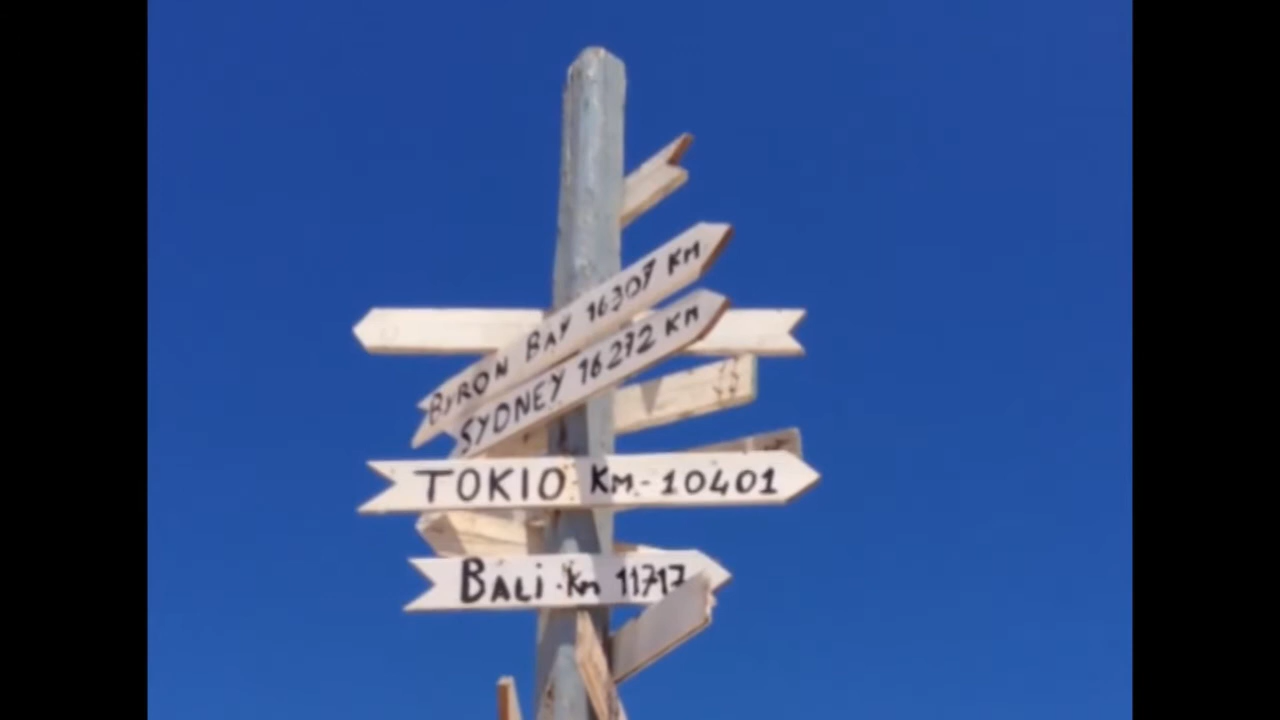 BYRON BAY 16307 KM
SYDNEY 16272 KM
TOKIO KM-10401
BALI·Km 11717